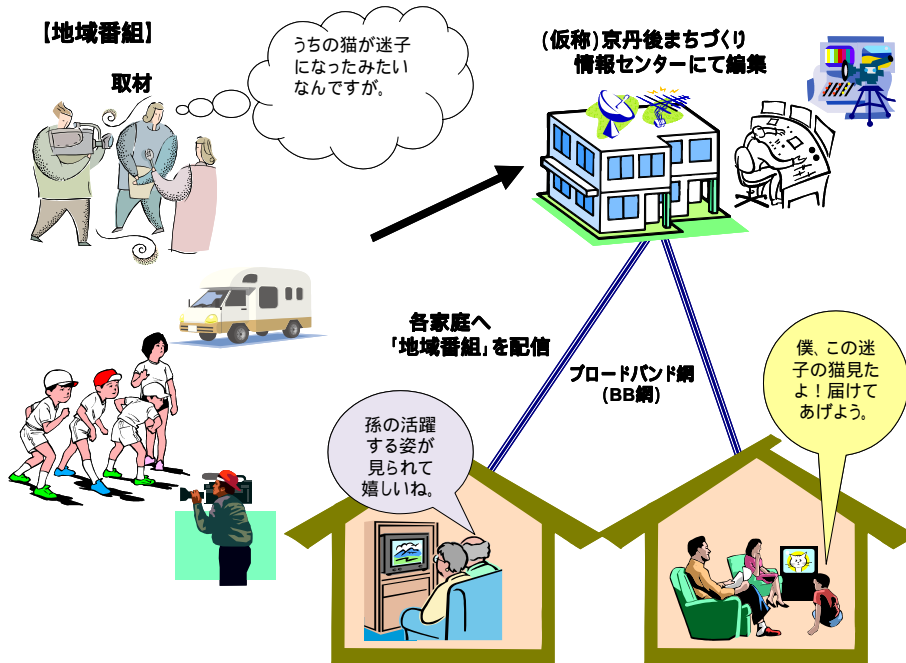 【地域番組】
取材
うちの猫が迷子
になったみたい
なんですが。
(仮称)京丹後まちづくり
情報センターにて編集
各家庭へ
「地域番組」を配信
ブロードバンド網
(BB網)
僕、この迷
子の猫見た
よ！届けて
あげよう。
孫の活躍
する姿が
見られて
嬉しいね。